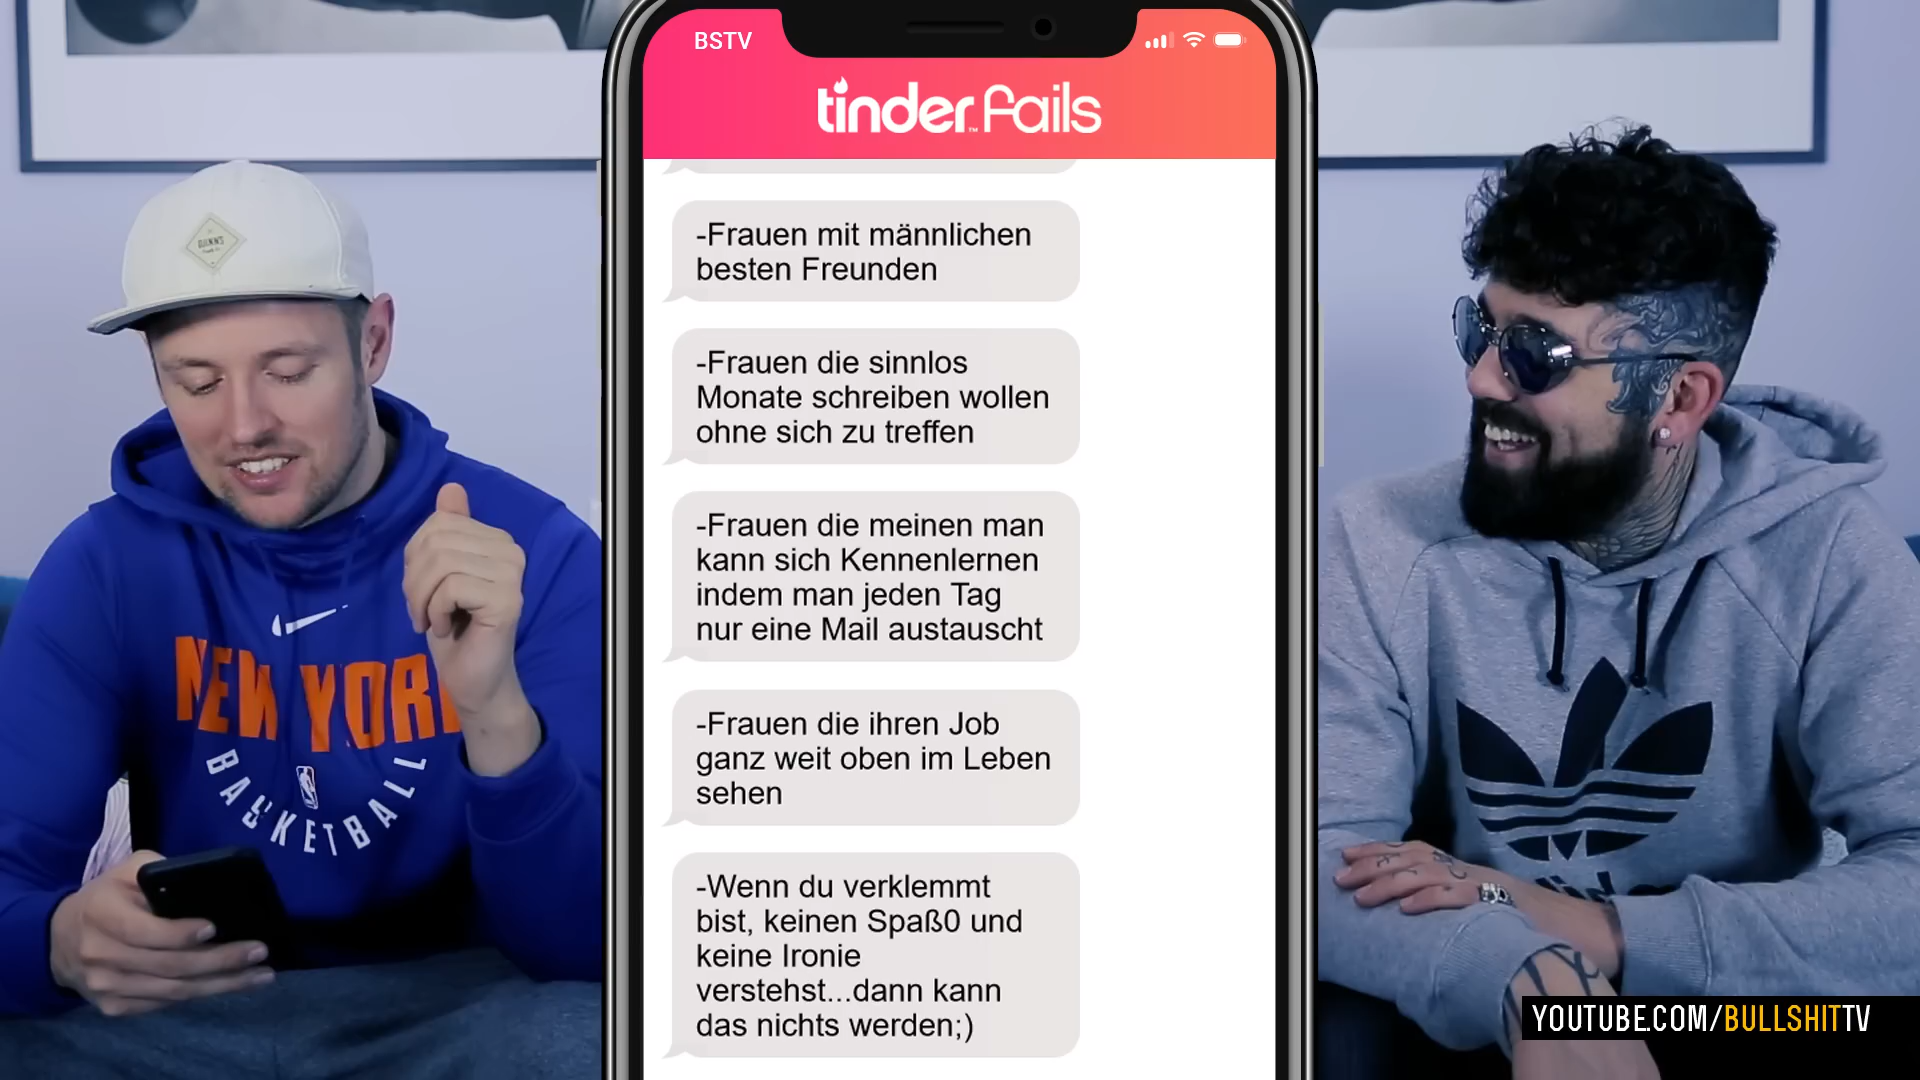 BSTV
tinder fails
-Frauen mit männlichen
besten Freunden
-Frauen die sinnlos
Monate schreiben wollen
ohne sich zu treffen
-Frauen die meinen man
kann sich Kennenlernen
indem man jeden Tag
nur eine Mail austauscht
-Frauen die ihren Job
ganz weit oben im Leben
sehen
-Wenn du verklemmt
bist, keinen Spaß0 und
keine Ironie
verstehst...dann kann
das nichts werden;)
NEW YORK
BASKETBALL
YOUTUBE.COM/BULLSHITTV